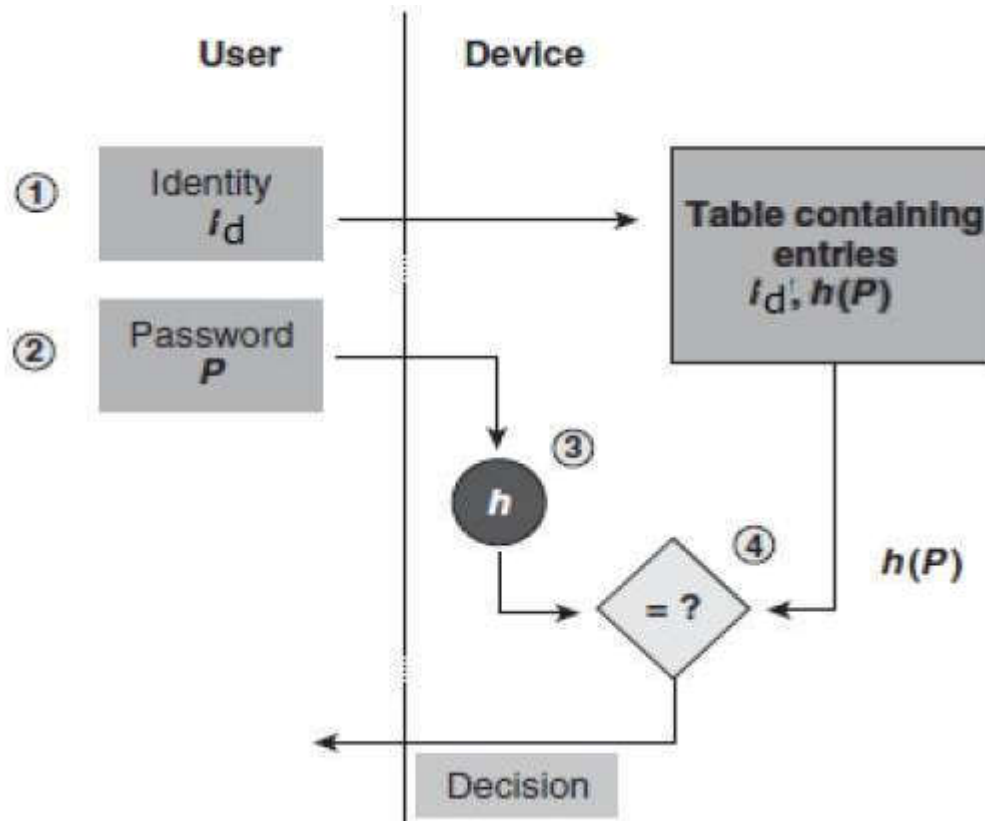 User
Device
①
Identity
Id
Table containing
entries
Id', h(P)
②
Password
P
③
h
④
= ?
h(P)
Decision